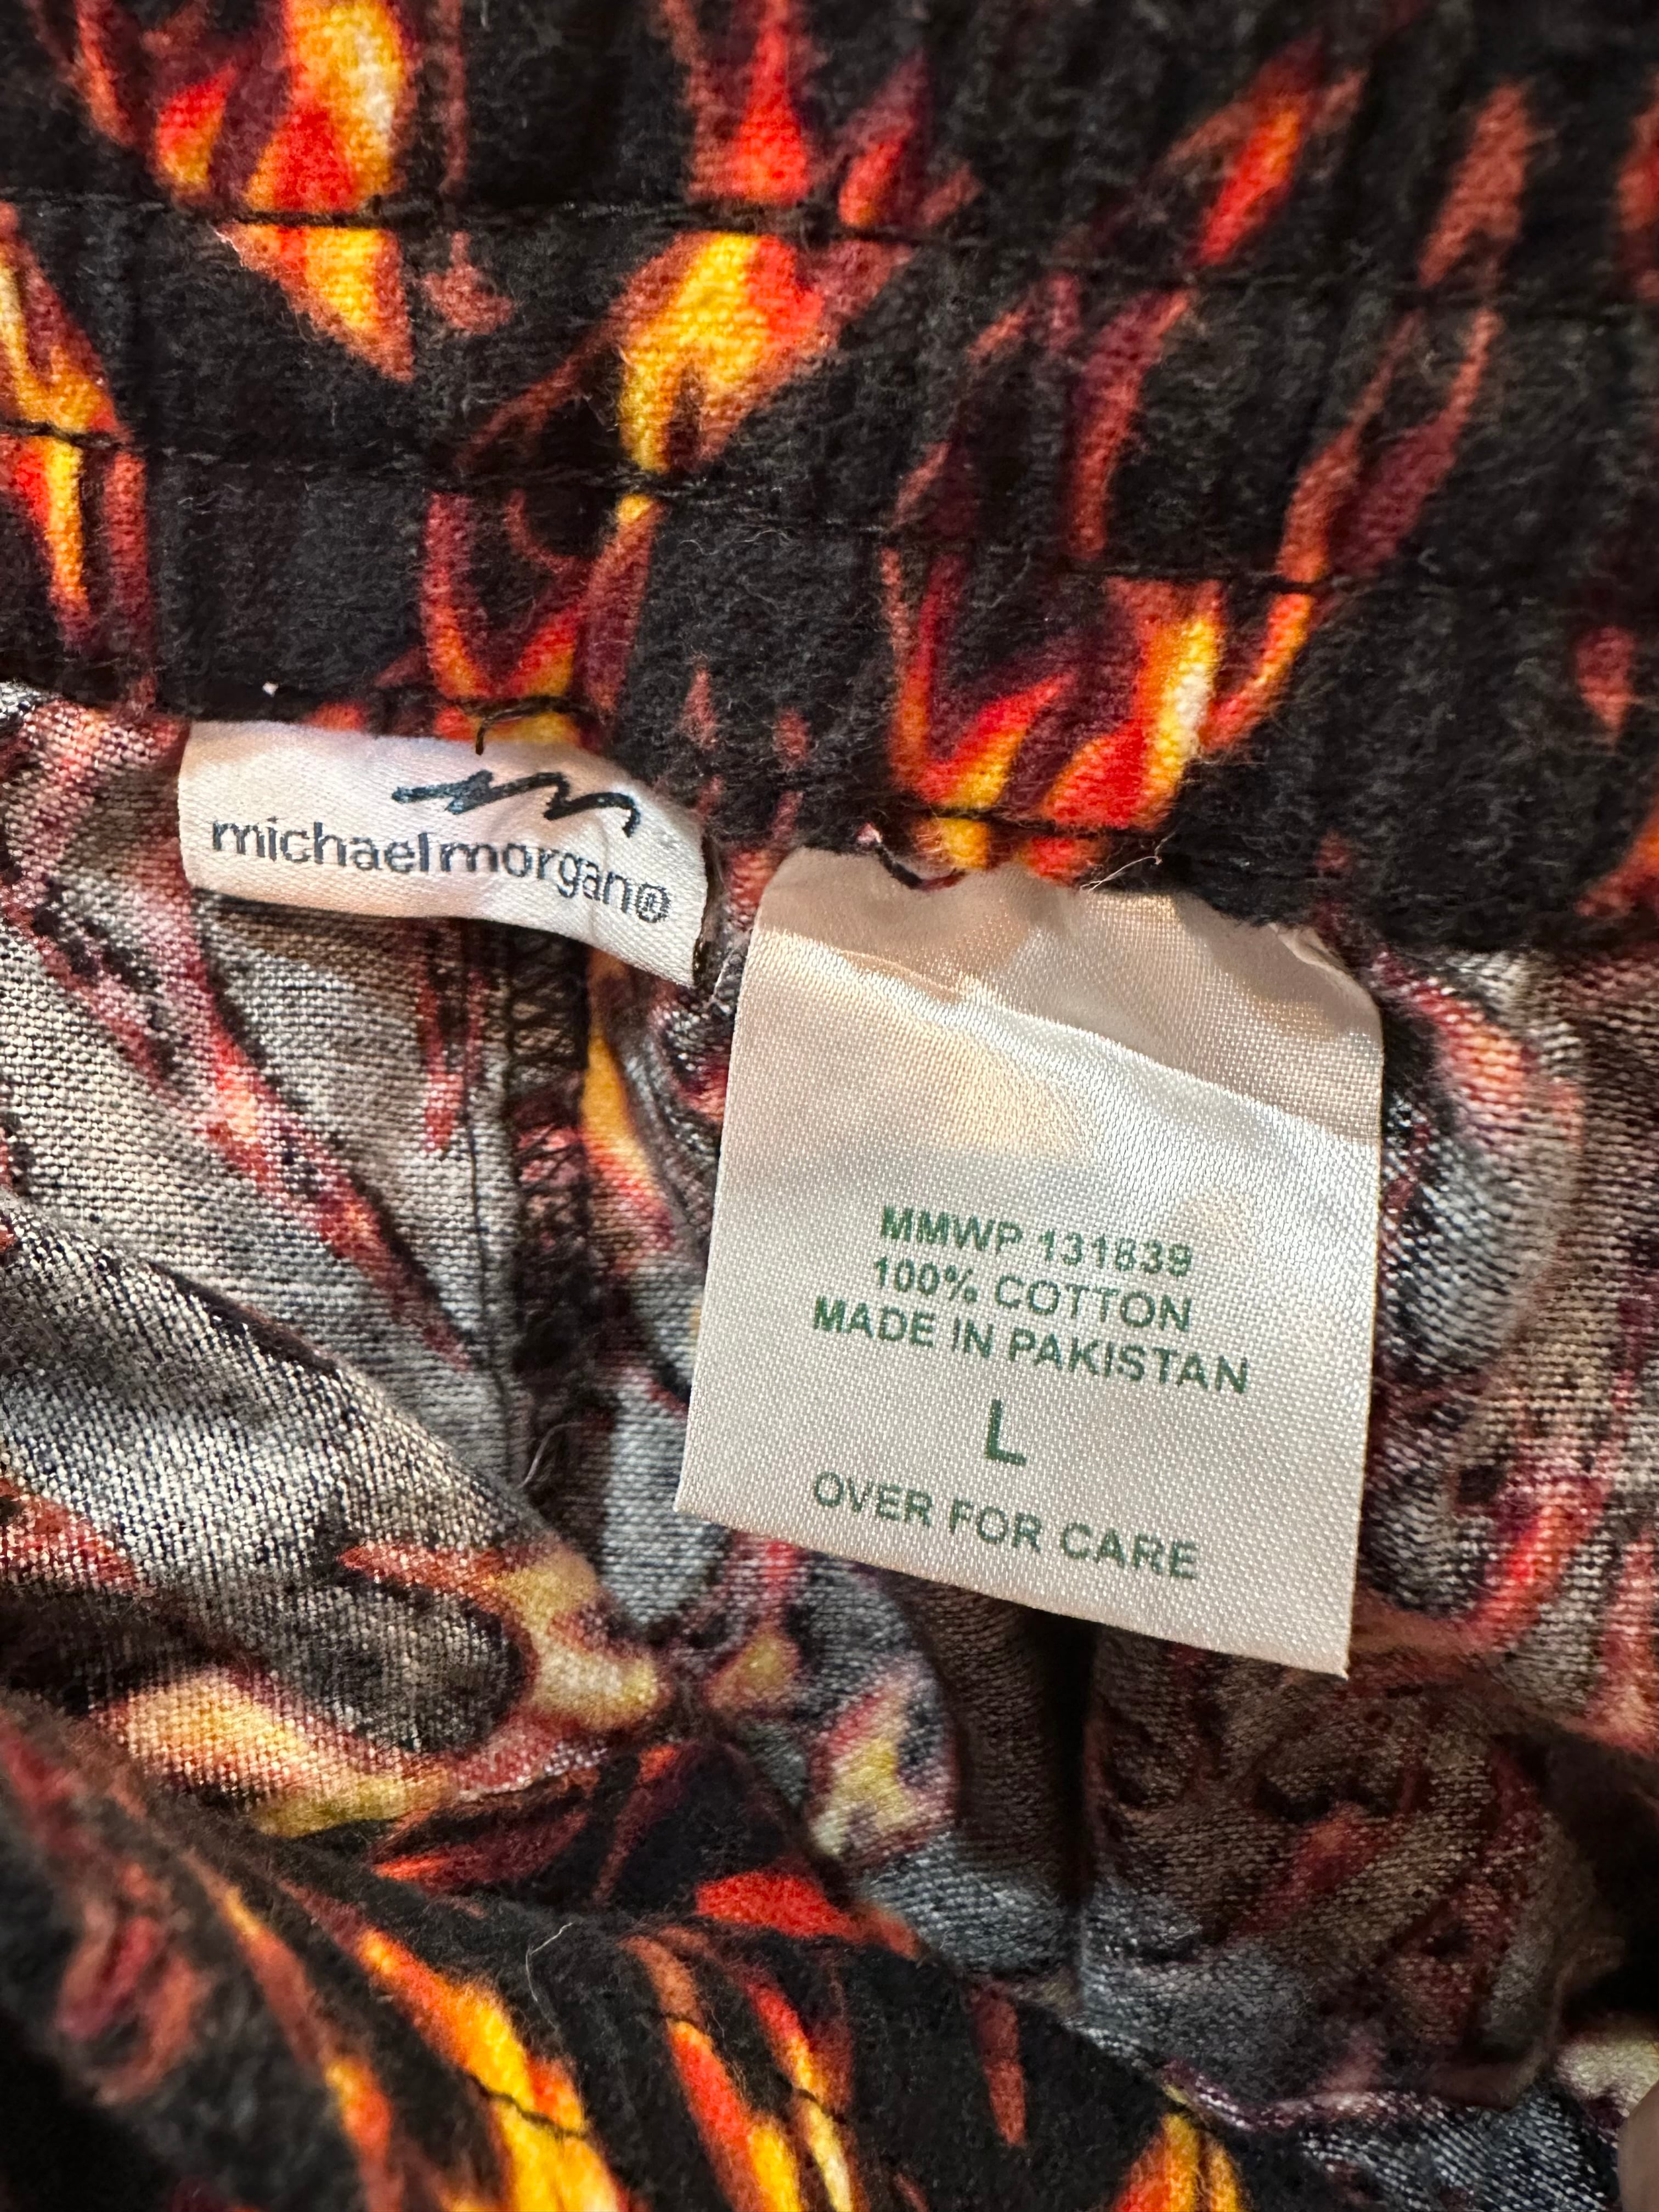 michaelmorgan®
MMWP 131839
100% COTTON
MADE IN PAKISTAN
L
OVER FOR CARE